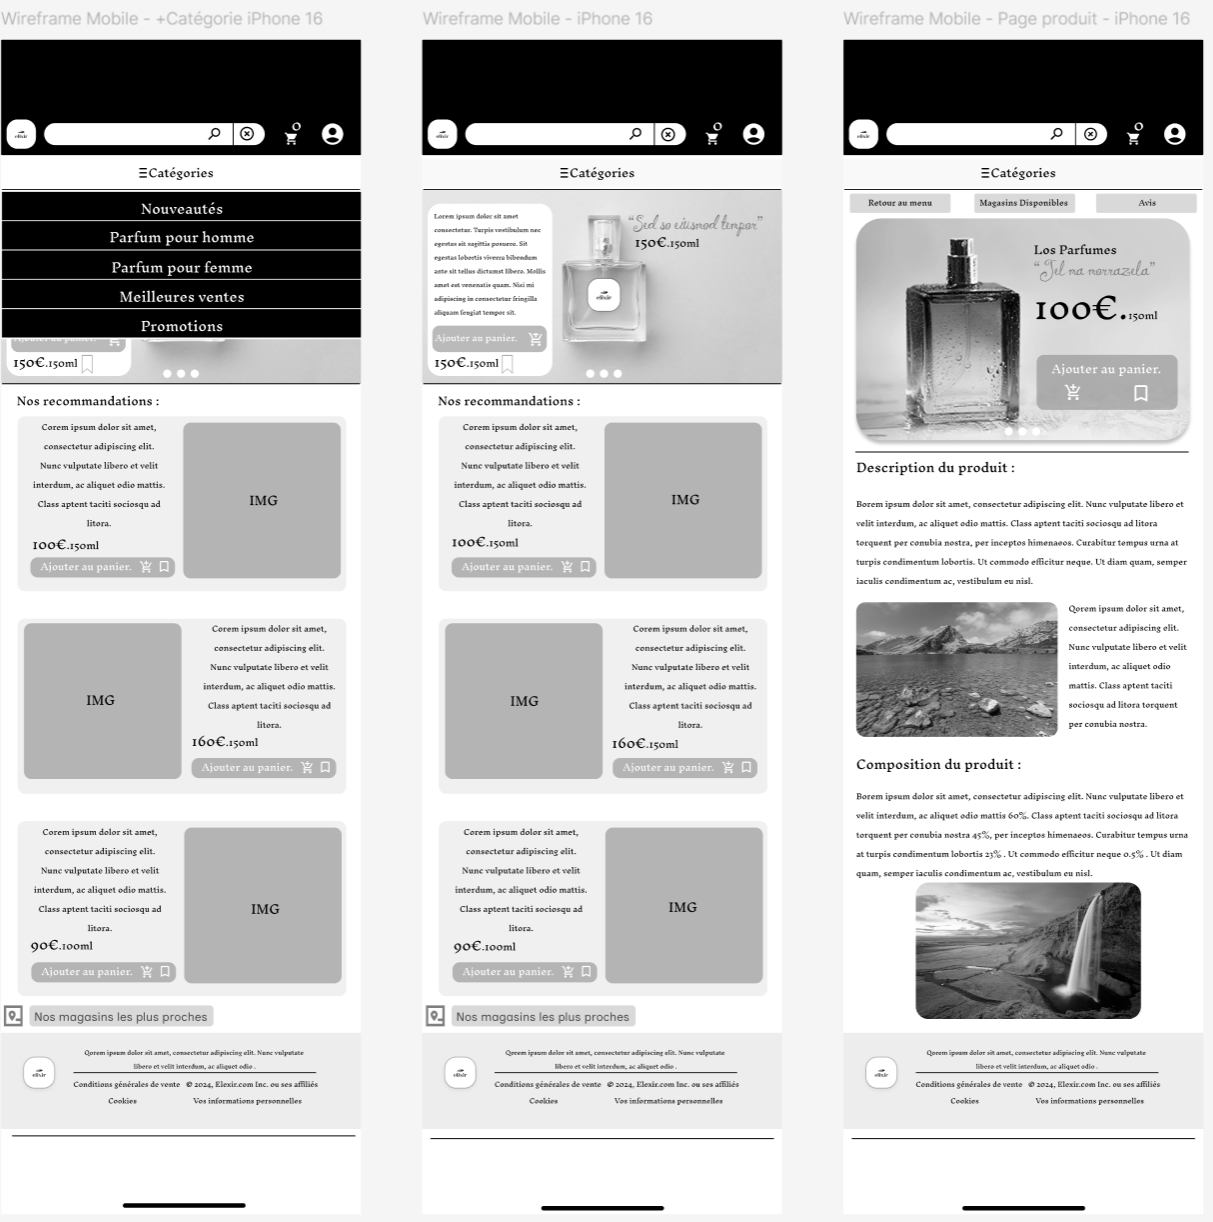 Wireframe Mobile - +Catégorie iPhone 16
elixir
0
☰Catégories
Nouveautés
Parfum pour homme
Parfum pour femme
Meilleures ventes
Promotions
Ajouter au panier.
150€.150ml
Nos recommandations :
Corem ipsum dolor sit amet,
consectetur adipiscing elit.
Nunc vulputate libero et velit
interdum, ac aliquet odio mattis.
Class aptent taciti sociosqu ad
litora.
100€.150ml
Ajouter au panier.
IMG
IMG
Corem ipsum dolor sit amet,
consectetur adipiscing elit.
Nunc vulputate libero et velit
interdum, ac aliquet odio mattis.
Class aptent taciti sociosqu ad
litora.
160€.150ml
Ajouter au panier.
Corem ipsum dolor sit amet,
consectetur adipiscing elit.
Nunc vulputate libero et velit
interdum, ac aliquet odio mattis.
Class aptent taciti sociosqu ad
litora.
90€.100ml
Ajouter au panier.
IMG
Nos magasins les plus proches
elixir
Qorem ipsum dolor sit amet, consectetur adipiscing elit. Nunc vulputate
libero et velit interdum, ac aliquet odio .
Conditions générales de vente © 2024, Elexir.com Inc. ou ses affiliés
Cookies Vos informations personnelles
Wireframe Mobile - iPhone 16
elixir
0
☰Catégories
Lorem ipsum dolor sit amet
consectetur. Turpis vestibulum nec
egestas sit sagittis posuere. Sit
egestas lobortis viverra bibendum
ante sit tellus dictumst libero. Mollis
amet est venenatis quam. Nisi mi
adipiscing in consectetur fringilla
aliquam feugiat tempor sit.
Ajouter au panier.
150€.150ml
elixir
“Sed so eiusmod tempor”
150€.150ml
Nos recommandations :
Corem ipsum dolor sit amet,
consectetur adipiscing elit.
Nunc vulputate libero et velit
interdum, ac aliquet odio mattis.
Class aptent taciti sociosqu ad
litora.
100€.150ml
Ajouter au panier.
IMG
IMG
Corem ipsum dolor sit amet,
consectetur adipiscing elit.
Nunc vulputate libero et velit
interdum, ac aliquet odio mattis.
Class aptent taciti sociosqu ad
litora.
160€.150ml
Ajouter au panier.
Corem ipsum dolor sit amet,
consectetur adipiscing elit.
Nunc vulputate libero et velit
interdum, ac aliquet odio mattis.
Class aptent taciti sociosqu ad
litora.
90€.100ml
Ajouter au panier.
IMG
Nos magasins les plus proches
elixir
Qorem ipsum dolor sit amet, consectetur adipiscing elit. Nunc vulputate
libero et velit interdum, ac aliquet odio .
Conditions générales de vente © 2024, Elexir.com Inc. ou ses affiliés
Cookies Vos informations personnelles
Wireframe Mobile - Page produit - iPhone 16
elixir
0
☰Catégories
Retour au menu Magasins Disponibles Avis
Los Parfumes
na norrazela”
100€.150ml
Ajouter au panier.
Description du produit :
Borem ipsum dolor sit amet, consectetur adipiscing elit. Nunc vulputate libero et
velit interdum, ac aliquet odio mattis. Class aptent taciti sociosqu ad litora
torquent per conubia nostra, per inceptos himenaeos. Curabitur tempus urna at
turpis condimentum lobortis. Ut commodo efficitur neque. Ut diam quam, semper
iaculis condimentum ac, vestibulum eu nisl.
Qorem ipsum dolor sit amet,
consectetur adipiscing elit.
Nunc vulputate libero et velit
interdum, ac aliquet odio
mattis. Class aptent taciti
sociosqu ad litora torquent
per conubia nostra.
Composition du produit :
Borem ipsum dolor sit amet, consectetur adipiscing elit. Nunc vulputate libero et
velit interdum, ac aliquet odio mattis 60%. Class aptent taciti sociosqu ad litora
torquent per conubia nostra 45%, per inceptos himenaeos. Curabitur tempus urna
at turpis condimentum lobortis 23% . Ut commodo efficitur neque 0.5% . Ut diam
quam, semper iaculis condimentum ac, vestibulum eu nisl.
elixir
Qorem ipsum dolor sit amet, consectetur adipiscing elit. Nunc vulputate
libero et velit interdum, ac aliquet odio .
Conditions générales de vente © 2024, Elexir.com Inc. ou ses affiliés
Cookies Vos informations personnelles